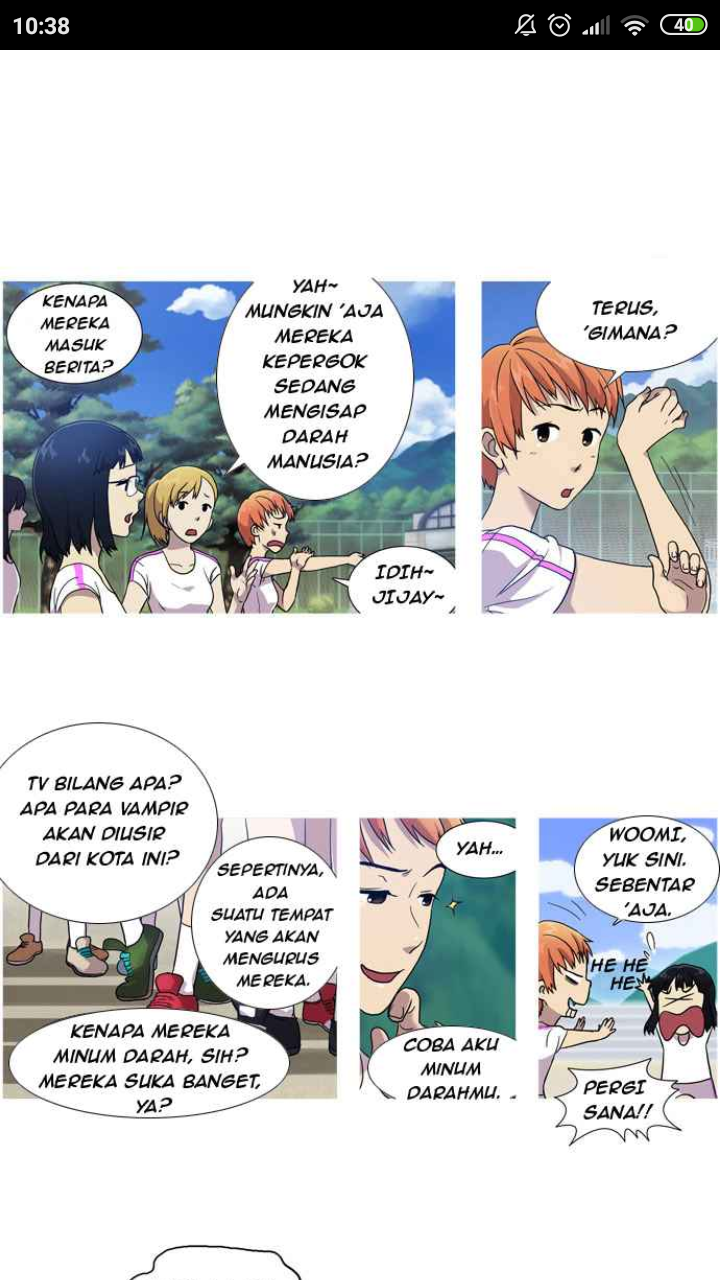 10:38
40
KENAPA
MEREKA
MASUK
BERITA?
YAH~
MUNGKIN 'AJA
MEREKA
KEPERGOK
SEDANG
MENGISAP
DARAH
MANUSIA?
IDIH~
JIJAY~
TERUS,
'GIMANA?
TV BILANG APA?
APA PARA VAMPIR
AKAN DIUSIR
DARI KOTA INI?
SEPERTINYA,
ADA
SUATU TEMPAT
YANG AKAN
MENGURUS
MEREKA.
KENAPA MEREKA
MINUM DARAH, SIH?
MEREKA SUKA BANGET,
YA?
YAH...
COBA AKU
MINUM
DARAHMU.
WOOMI,
YUK SINI.
SEBENTAR
'AJA.
HE HE
HE
PERGI
SANA!!